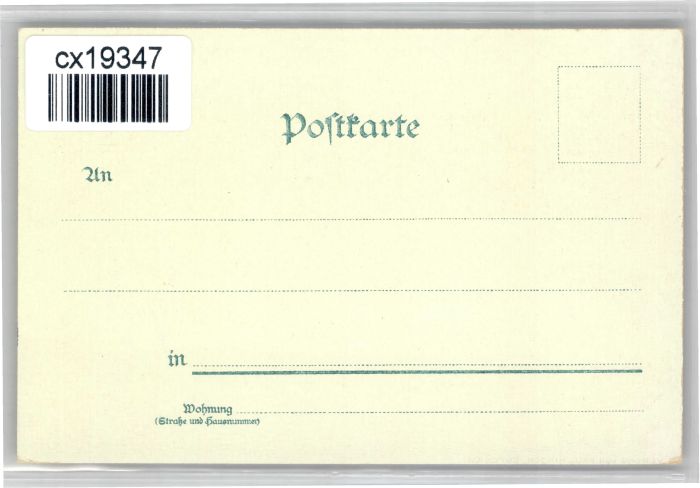 cx19347
Postkarte
An
in
Wohnung
(Straße und Hausnummer)